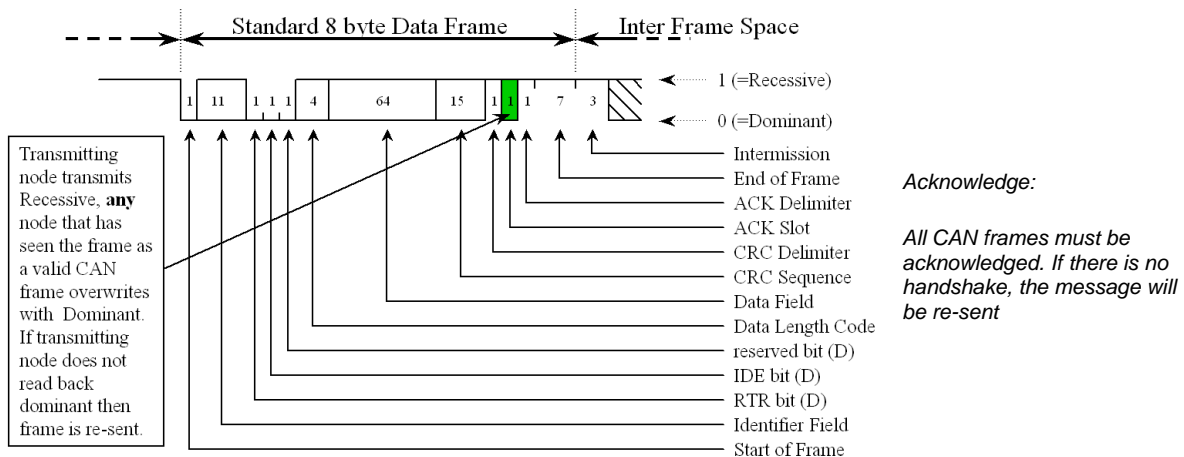 Standard 8 byte Data Frame
Inter Frame Space
1 (=Recessive)
1 11 1 1 1 4 64 15 1 1 1 7 3
0 (=Dominant)
Transmitting
node transmits
Recessive, any
node that has
seen the frame as
a valid CAN
frame overwrites
with Dominant.
If transmitting
node does not
read back
dominant then
frame is re-sent.
Intermission
End of Frame
ACK Delimiter
ACK Slot
CRC Delimiter
CRC Sequence
Data Field
Data Length Code
reserved bit (D)
IDE bit (D)
RTR bit (D)
Identifier Field
Start of Frame
Acknowledge:
All CAN frames must be
acknowledged. If there is no
handshake, the message will
be re-sent